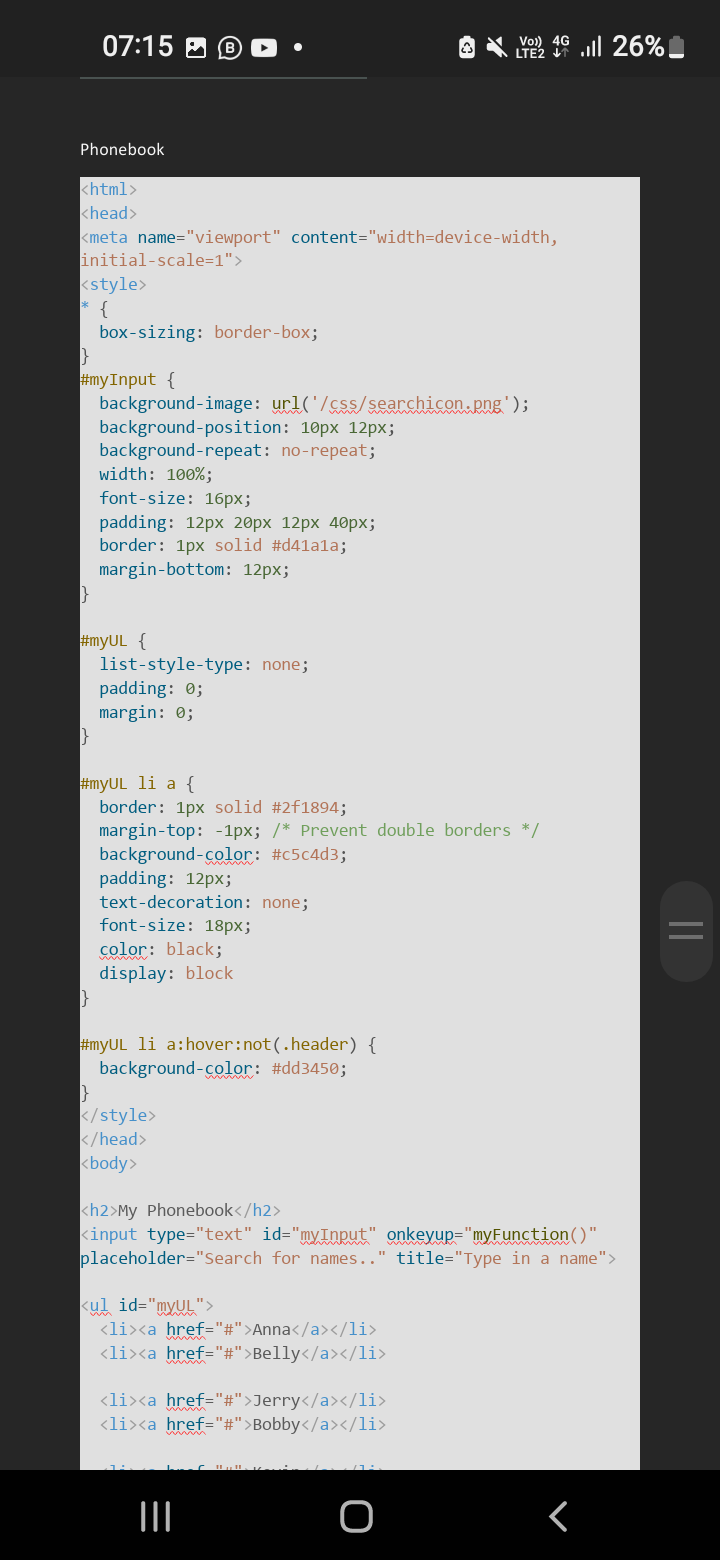 07:15
Vo))
LTE2
4G
26%
Phonebook
<html>
<head>
<meta name="viewport" content="width=device-width,
initial-scale=1">
<style>
* {
  box-sizing: border-box;
}
#myInput {
  background-image: url('/css/searchicon.png');
  background-position: 10px 12px;
  background-repeat: no-repeat;
  width: 100%;
  font-size: 16px;
  padding: 12px 20px 12px 40px;
  border: 1px solid #d41a1a;
  margin-bottom: 12px;
}
#myUL {
  list-style-type: none;
  padding: 0;
  margin: 0;
}
#myUL li a {
  border: 1px solid #2f1894;
  margin-top: -1px; /* Prevent double borders */
  background-color: #c5c4d3;
  padding: 12px;
  text-decoration: none;
  font-size: 18px;
  color: black;
  display: block
}
#myUL li a:hover:not(.header) {
  background-color: #dd3450;
}
</style>
</head>
<body>
<h2>My Phonebook</h2>
<input type="text" id="myInput" onkeyup="myFunction()"
placeholder="Search for names.." title="Type in a name">
<ul id="myUL">
  <li><a href="#">Anna</a></li>
  <li><a href="#">Belly</a></li>
  <li><a href="#">Jerry</a></li>
  <li><a href="#">Bobby</a></li>